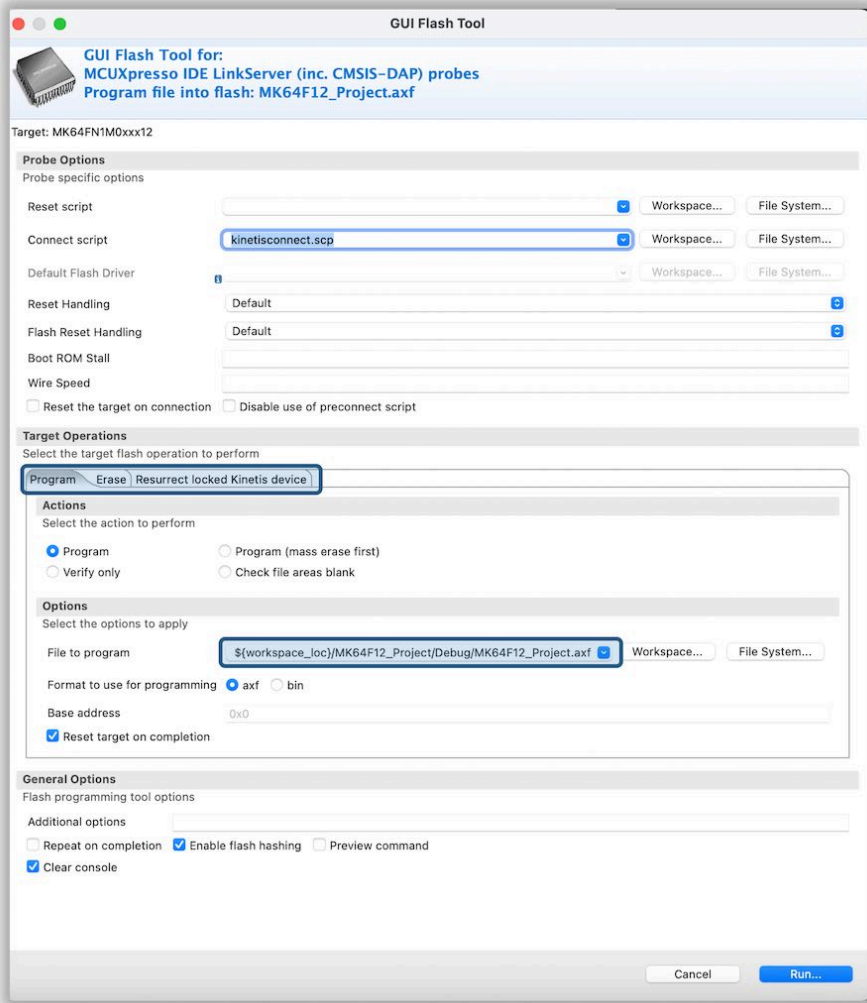 GUI Flash Tool
GUI Flash Tool for:
MCUXpresso IDE LinkServer (inc. CMSIS-DAP) probes
Program file into flash: MK64F12_Project.axf
Target: MK64FN1M0xxx12
Probe Options
Probe specific options
Reset script Workspace... File System...
Connect script kinetisconnect.scp Workspace... File System...
Default Flash Driver Workspace... File System...
Reset Handling Default
Flash Reset Handling Default
Boot ROM Stall
Wire Speed
Reset the target on connection Disable use of preconnect script
Target Operations
Select the target flash operation to perform
Program Erase Resurrect locked Kinetis device
Actions
Select the action to perform
Program Program (mass erase first)
Verify only Check file areas blank
Options
Select the options to apply
File to program ${workspace_loc}/MK64F12_Project/Debug/MK64F12_Project.axf Workspace... File System...
Format to use for programming axf bin
Base address 0x0
Reset target on completion
General Options
Flash programming tool options
Additional options
Repeat on completion Enable flash hashing Preview command
Clear console
Cancel Run...